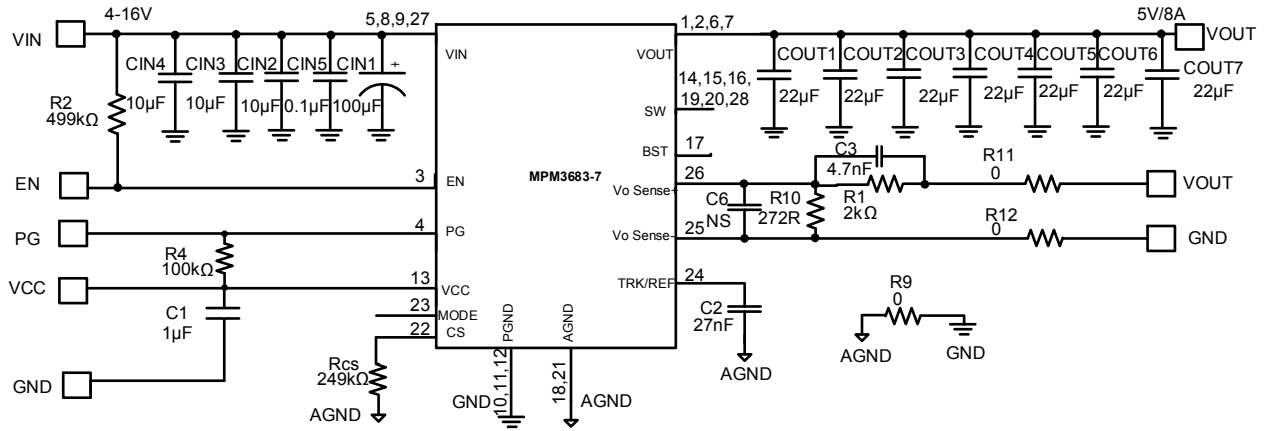 4-16V
5,8,9,27
1,2,6,7
5V/8A
VIN
VOUT
VIN
VOUT
CIN4
CIN3
CIN2
CIN5
CIN1
+
10µF
10µF
10µF
0.1µF
100µF
COUT1
COUT2
COUT3
COUT4
COUT5
COUT6
COUT7
22µF
22µF
22µF
22µF
22µF
22µF
22µF
14,15,16,
19,20,28
SW
R2
499kΩ
17
BST
C3
4.7nF
MPM3683-7
EN
3
EN
26
Vo Sense+
C6
NS
R10
272R
R1
2kΩ
R11
0
VOUT
PG
4
PG
25
Vo Sense-
R12
0
GND
R4
100kΩ
VCC
13
VCC
24
TRK/REF
C2
27nF
AGND
R9
0
AGND
GND
C1
1µF
23
MODE
22
CS
PGND
AGND
GND
Rcs
249kΩ
AGND
GND
10,11,12
18,21
AGND